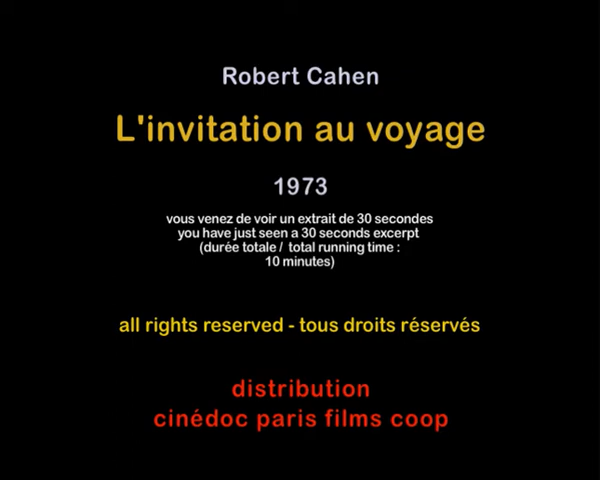 Robert Cahen
L'invitation au voyage
1973
vous venez de voir un extrait de 30 secondes
you have just seen a 30 seconds excerpt
(durée totale / total running time :
10 minutes)
all rights reserved - tous droits réservés
distribution
cinédoc paris films coop